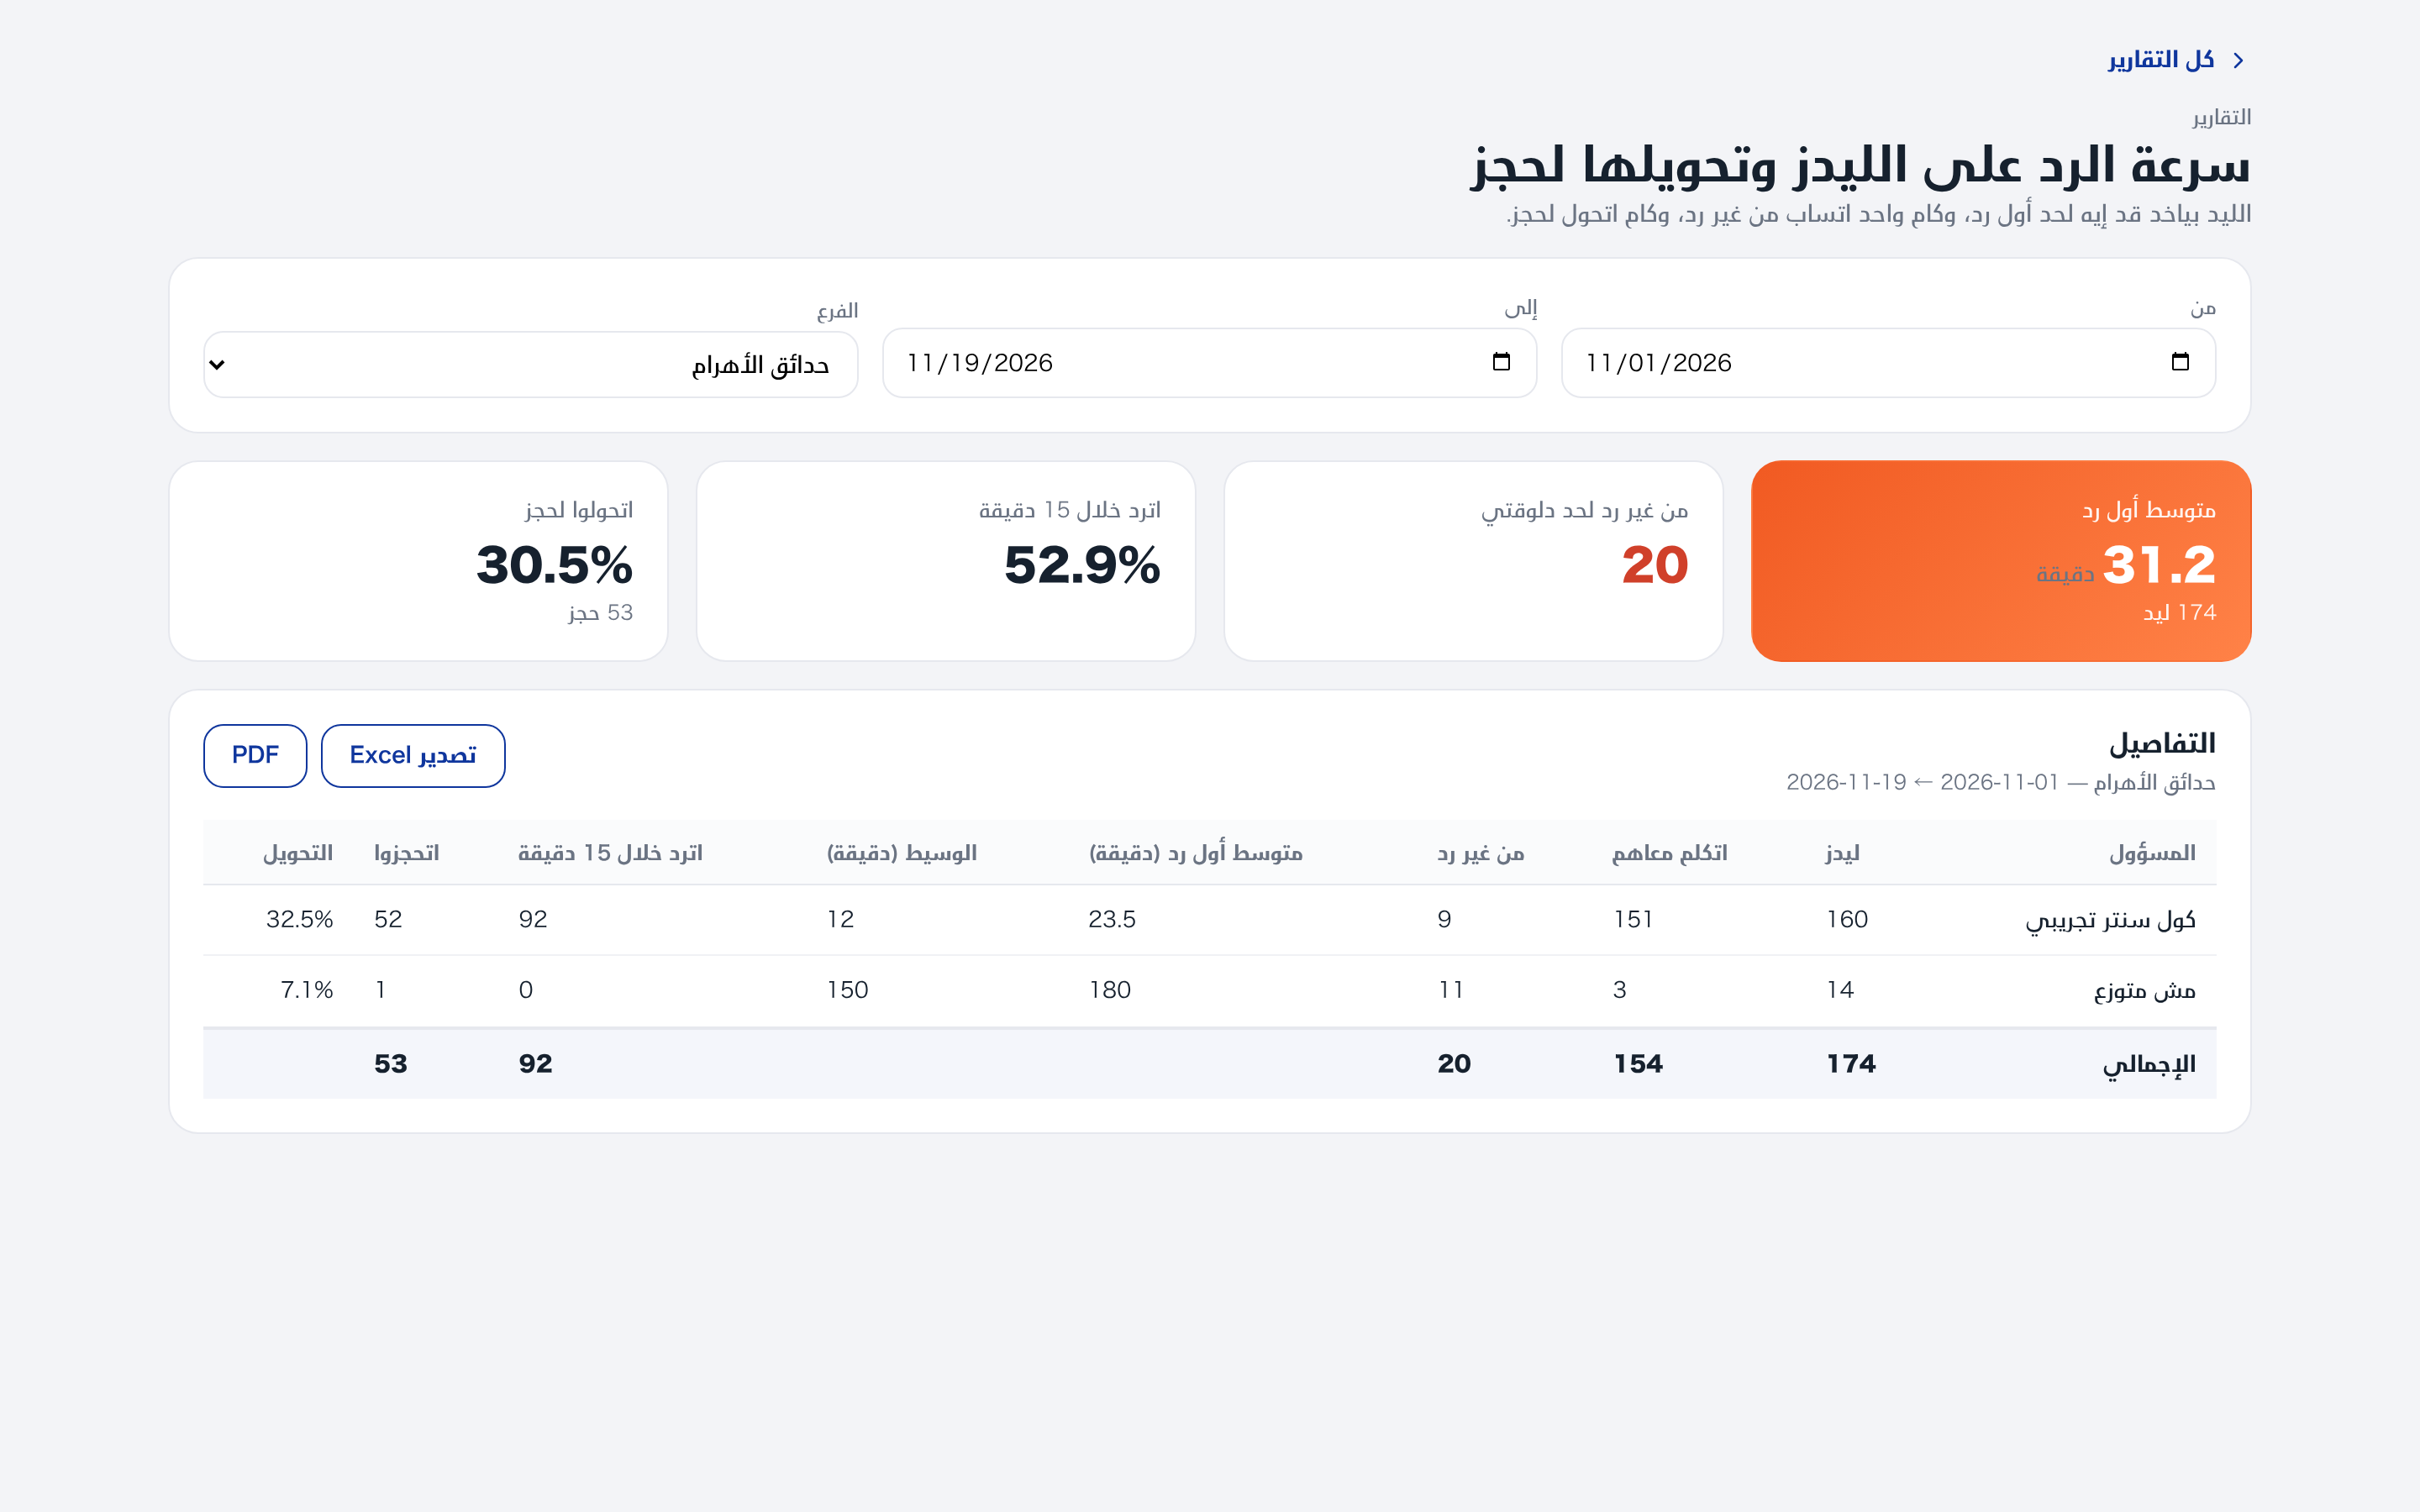 كل التقارير
التقارير
سرعة الرد على الليدز وتحويلها لحجز
الليد بياخد قد إيه لحد أول رد، وكام واحد اتساب من غير رد، وكام اتحول لحجز.
من
11/01/2026
إلى
11/19/2026
الفرع
حدائق الأهرام
متوسط أول رد
31.2 دقيقة
174 ليد
من غير رد لحد دلوقتي
20
اترد خلال 15 دقيقة
52.9%
اتحولوا لحجز
30.5%
53 حجز
التفاصيل
حدائق الأهرام — 2026-11-01 ← 2026-11-19
تصدير Excel
PDF
المسؤول ليدز اتكلم معاهم من غير رد متوسط أول رد (دقيقة) الوسيط (دقيقة) اترد خلال 15 دقيقة اتحجزوا التحويل
كول سنتر تجريبي 160 151 9 23.5 12 92 52 32.5%
مش متوزع 14 3 11 180 150 0 1 7.1%
الإجمالي 174 154 20 92 53